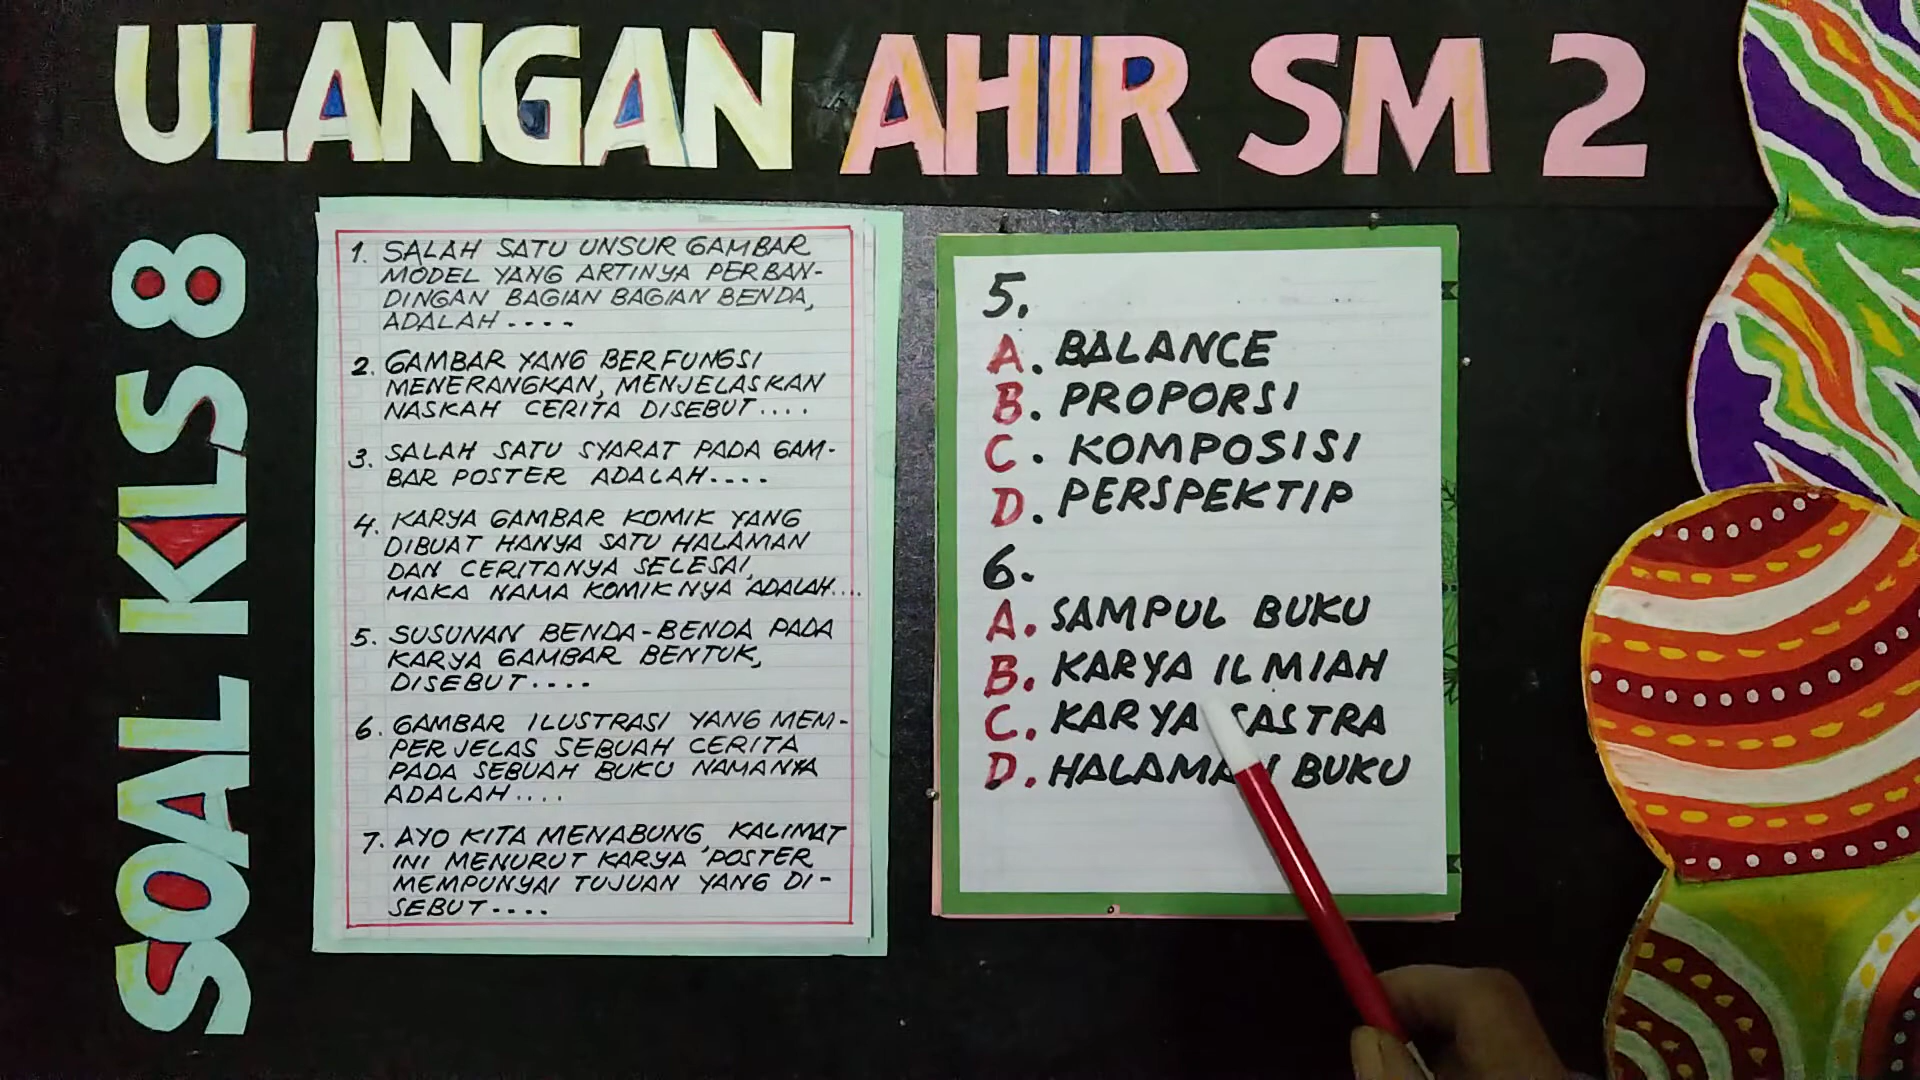 ULANGAN AHIR SM 2
SOAL KLS 8
1. SALAH SATU UNSUR GAMBAR
MODEL YANG ARTINYA PERBAN-
DINGAN BAGIAN BAGIAN BENDA,
ADALAH ....
2. GAMBAR YANG BERFUNGSI
MENERANGKAN, MENJELASKAN
NASKAH CERITA DISEBUT ....
3. SALAH SATU SYARAT PADA GAM-
BAR POSTER ADALAH ....
4. KARYA GAMBAR KOMIK YANG
DIBUAT HANYA SATU HALAMAN
DAN CERITANYA SELESAI,
MAKA NAMA KOMIKNYA ADALAH ....
5. SUSUNAN BENDA-BENDA PADA
KARYA GAMBAR BENTUK,
DISEBUT ....
6. GAMBAR ILUSTRASI YANG MEM-
PERJELAS SEBUAH CERITA
PADA SEBUAH BUKU NAMANYA
ADALAH ....
7. AYO KITA MENABUNG, KALIMAT
INI MENURUT KARYA POSTER
MEMPUNYAI TUJUAN YANG DI-
SEBUT ....
5.
A. BALANCE
B. PROPORSI
C. KOMPOSISI
D. PERSPEKTIP
6.
A. SAMPUL BUKU
B. KARYA ILMIAH
C. KARYA SASTRA
D. HALAMAN BUKU